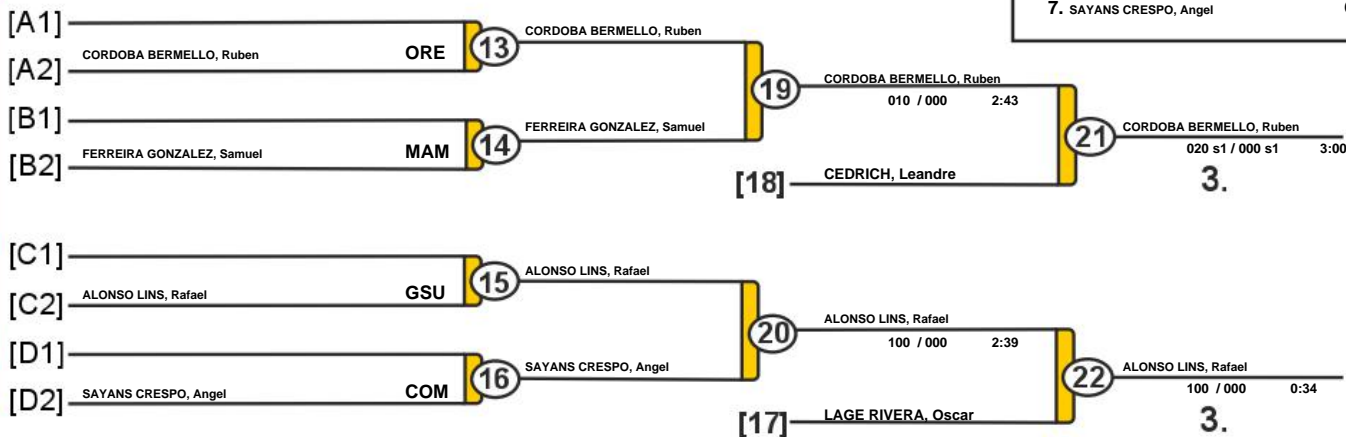 7. SAYANS CRESPO, Angel
[A1]
CORDOBA BERMELLO, Ruben ORE
[A2]
13
CORDOBA BERMELLO, Ruben
[B1]
FERREIRA GONZALEZ, Samuel MAM
[B2]
14
FERREIRA GONZALEZ, Samuel
19
CORDOBA BERMELLO, Ruben
010 / 000 2:43
[18] CEDRICH, Leandre
21
CORDOBA BERMELLO, Ruben
020 s1 / 000 s1 3:00
3.
[C1]
ALONSO LINS, Rafael GSU
[C2]
15
ALONSO LINS, Rafael
[D1]
SAYANS CRESPO, Angel COM
[D2]
16
SAYANS CRESPO, Angel
20
ALONSO LINS, Rafael
100 / 000 2:39
[17] LAGE RIVERA, Oscar
22
ALONSO LINS, Rafael
100 / 000 0:34
3.